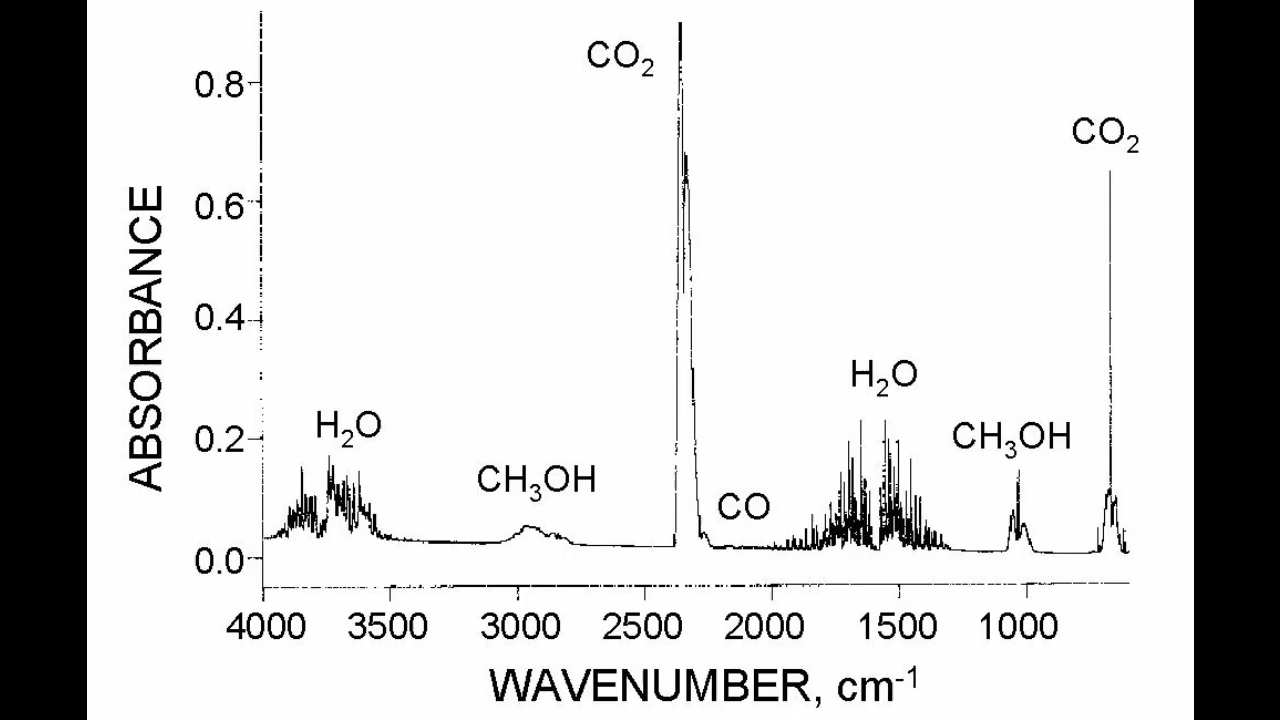 CO₂
0.8
CO₂
0.6
ABSORBANCE
0.4
H₂O
H₂O
0.2
CH₃OH
CH₃OH
CO
0.0
4000 3500 3000 2500 2000 1500 1000
WAVENUMBER, cm⁻¹